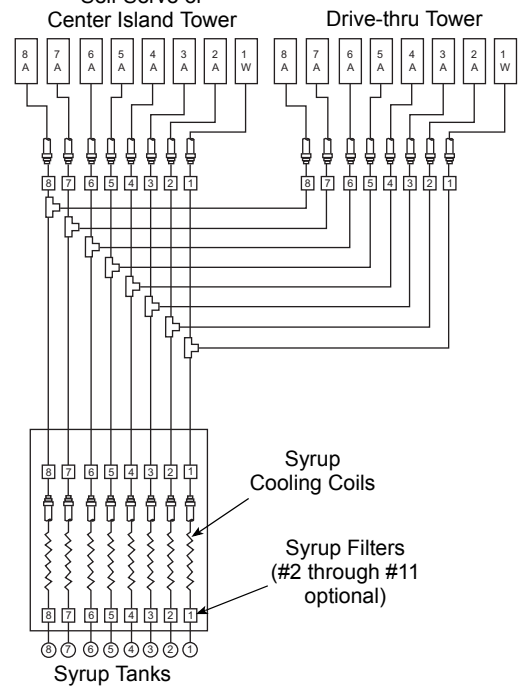 Center Island Tower
Drive-thru Tower
8 7 6 5 4 3 2 1
A A A A A A A W
8 7 6 5 4 3 2 1
A A A A A A A W
8 7 6 5 4 3 2 1
8 7 6 5 4 3 2 1
8 7 6 5 4 3 2 1
Syrup
Cooling Coils
Syrup Filters
(#2 through #11
optional)
8 7 6 5 4 3 2 1
8 7 6 5 4 3 2 1
Syrup Tanks